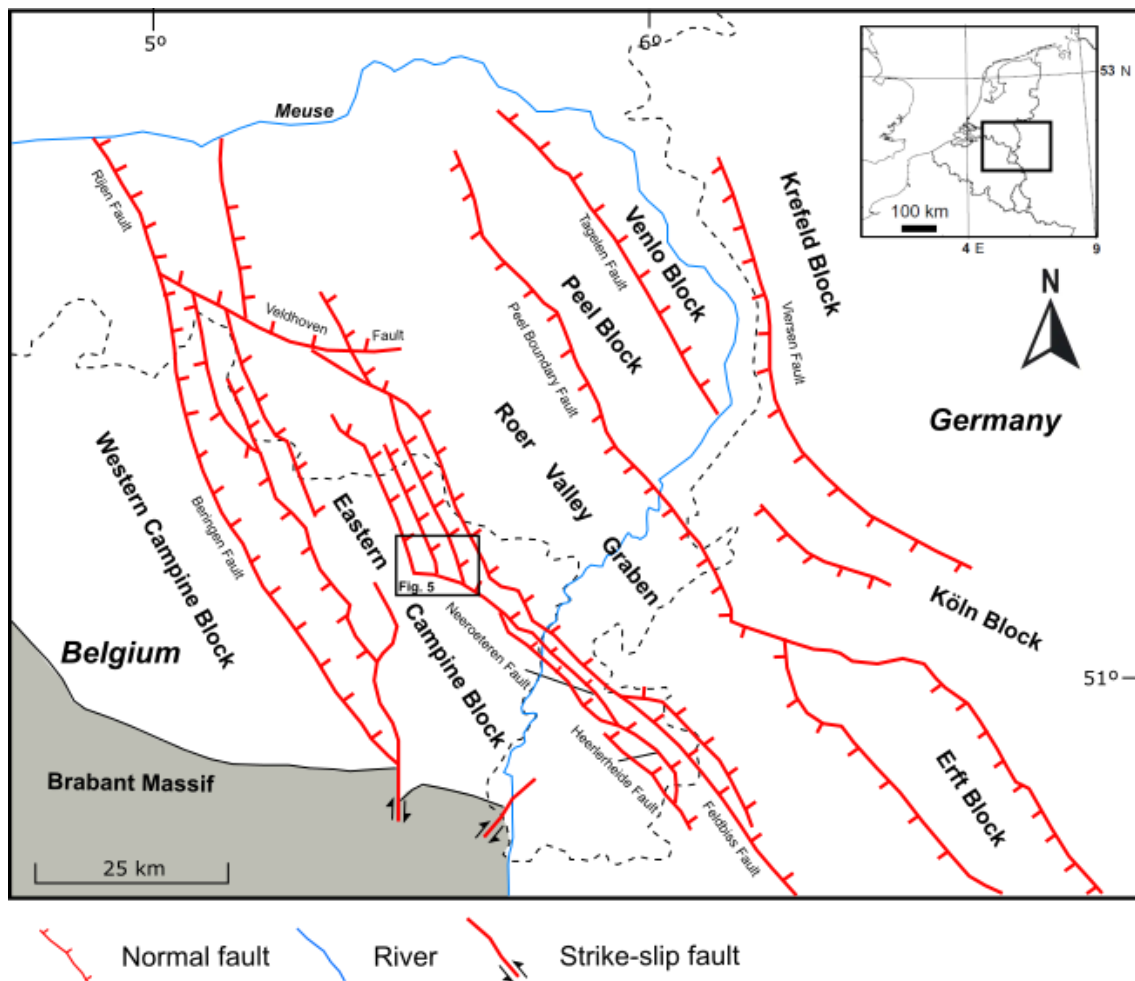 5º
6º
53 N
100 km
4 E
9
Meuse
Rijen Fault
Veldhoven
Fault
Tagelen Fault
Venlo Block
Peel Block
Peel Boundary Fault
Krefeld Block
Viersen Fault
N
Germany
Roer
Valley
Graben
Western Campine Block
Beringen Fault
Eastern
Campine Block
Fig. 5
Neeroeteren Fault
Köln Block
Belgium
51º
Heerlerheide Fault
Feldbiss Fault
Erft Block
Brabant Massif
25 km
Normal fault
River
Strike-slip fault